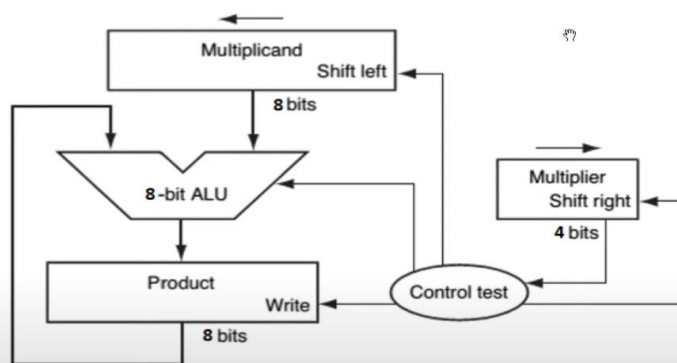 Multiplicand
Shift left
8 bits
8-bit ALU
Multiplier
Shift right
4 bits
Product
Write
Control test
8 bits